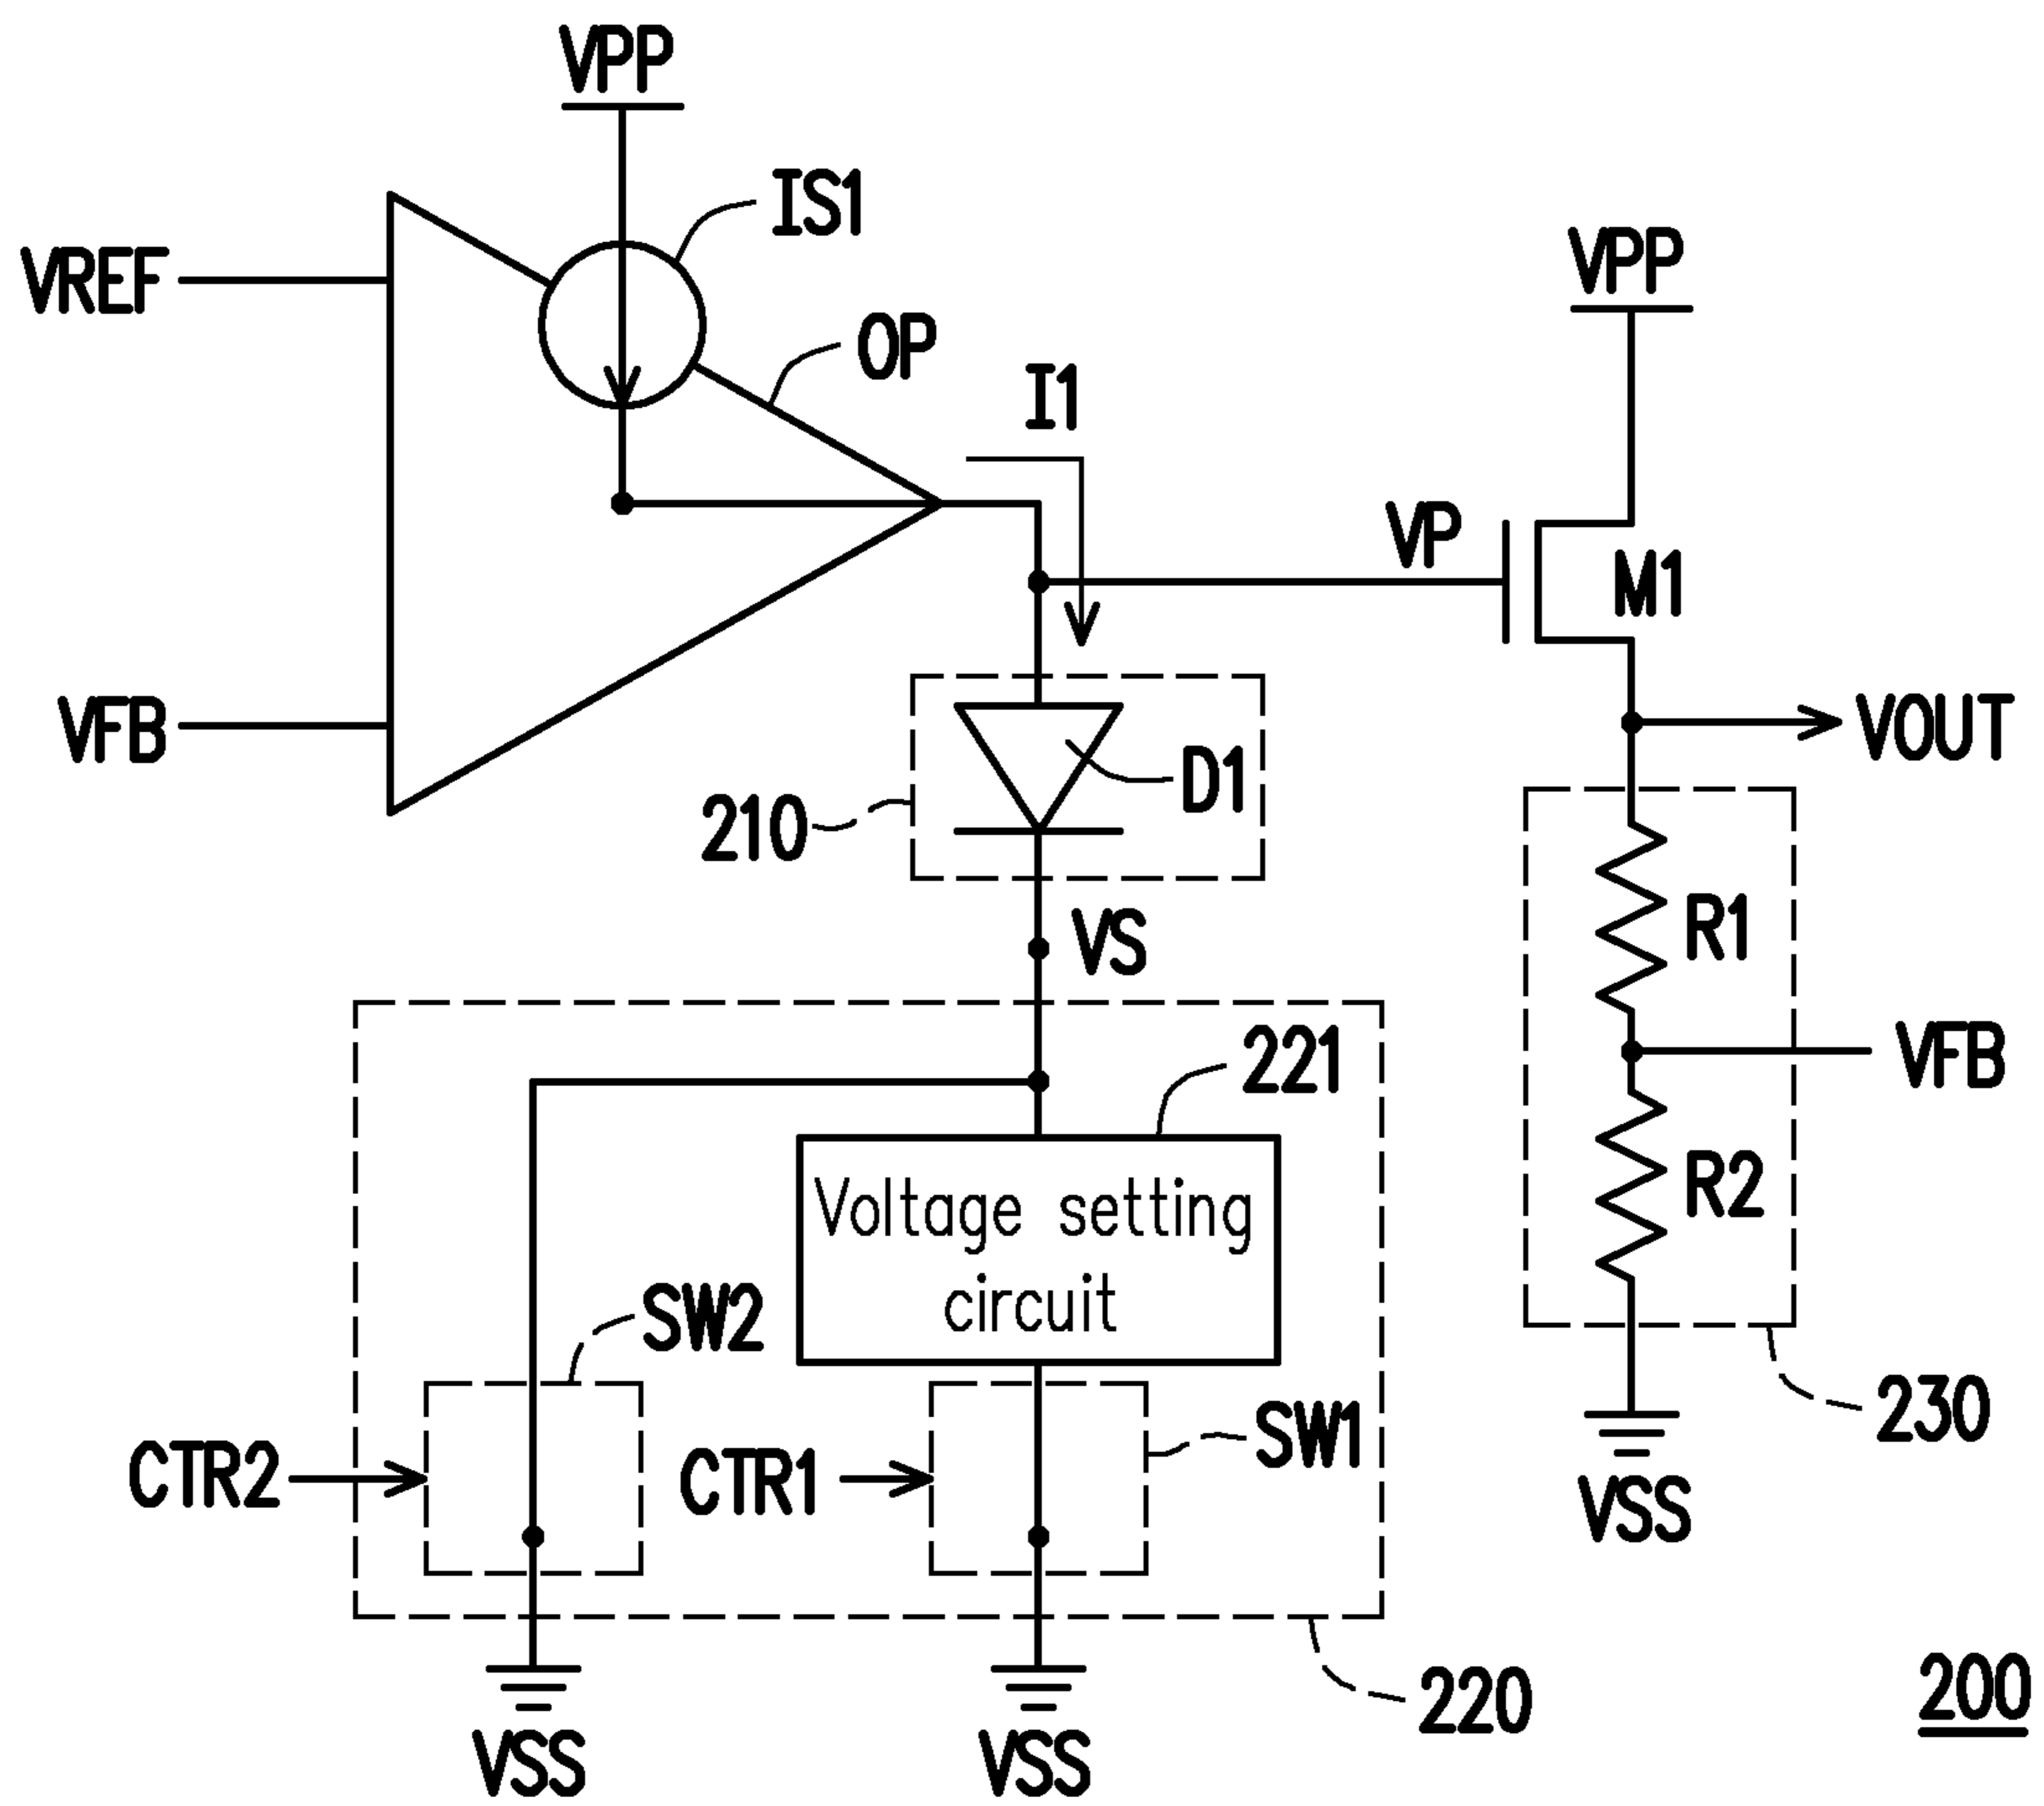 VPP
IS1
VREF
OP
VPP
I1
VP
M1
VFB
VOUT
D1
210
R1
VS
221
VFB
Voltage setting
circuit
R2
SW2
SW1
230
CTR2
CTR1
VSS
220
200
VSS
VSS